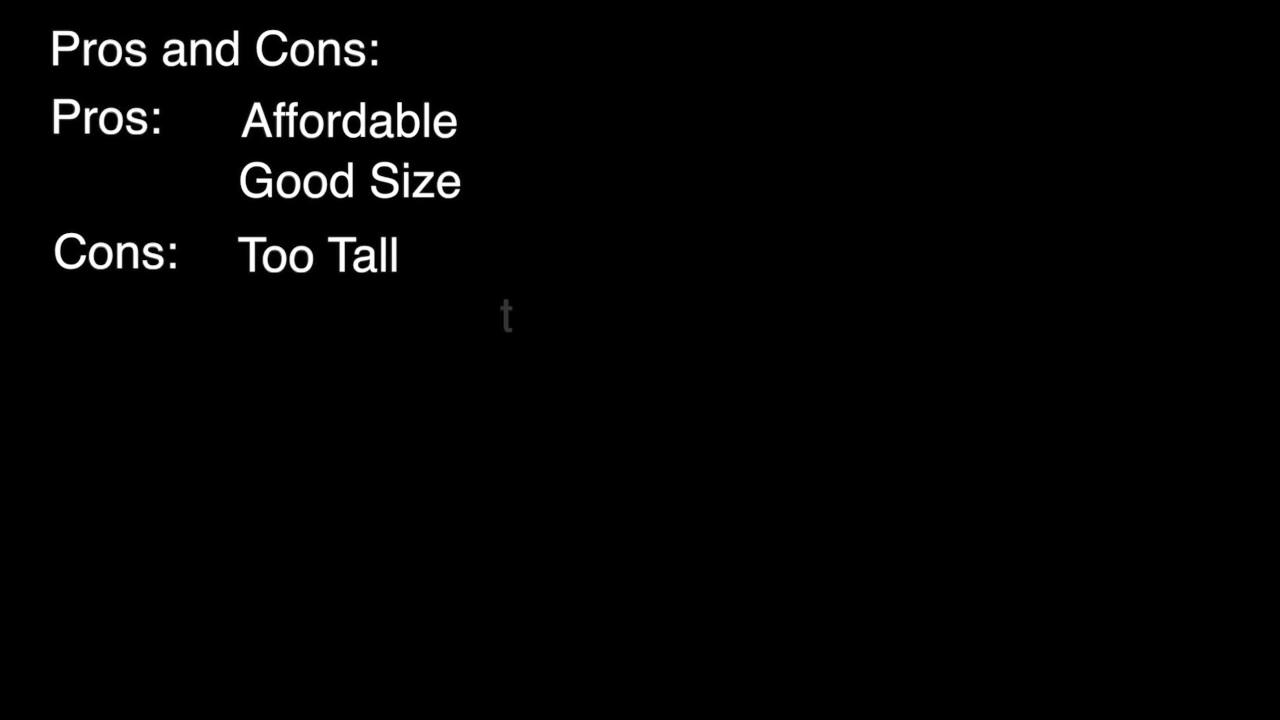 Pros and Cons:
Pros: Affordable
Good Size
Cons: Too Tall
t